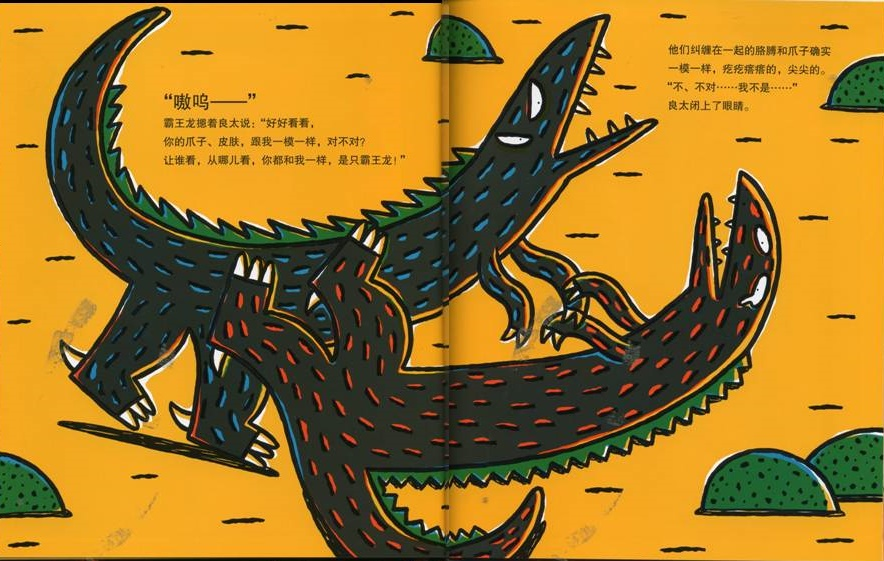 “嗷呜——”
霸王龙摁着良太说：“好好看看，
你的爪子、皮肤，跟我一模一样，对不对？
让谁看，从哪儿看，你都和我一样，是只霸王龙！”
他们纠缠在一起的胳膊和爪子确实
一模一样，疙疙瘩瘩的，尖尖的。
“不、不对……我不是……”
良太闭上了眼睛。